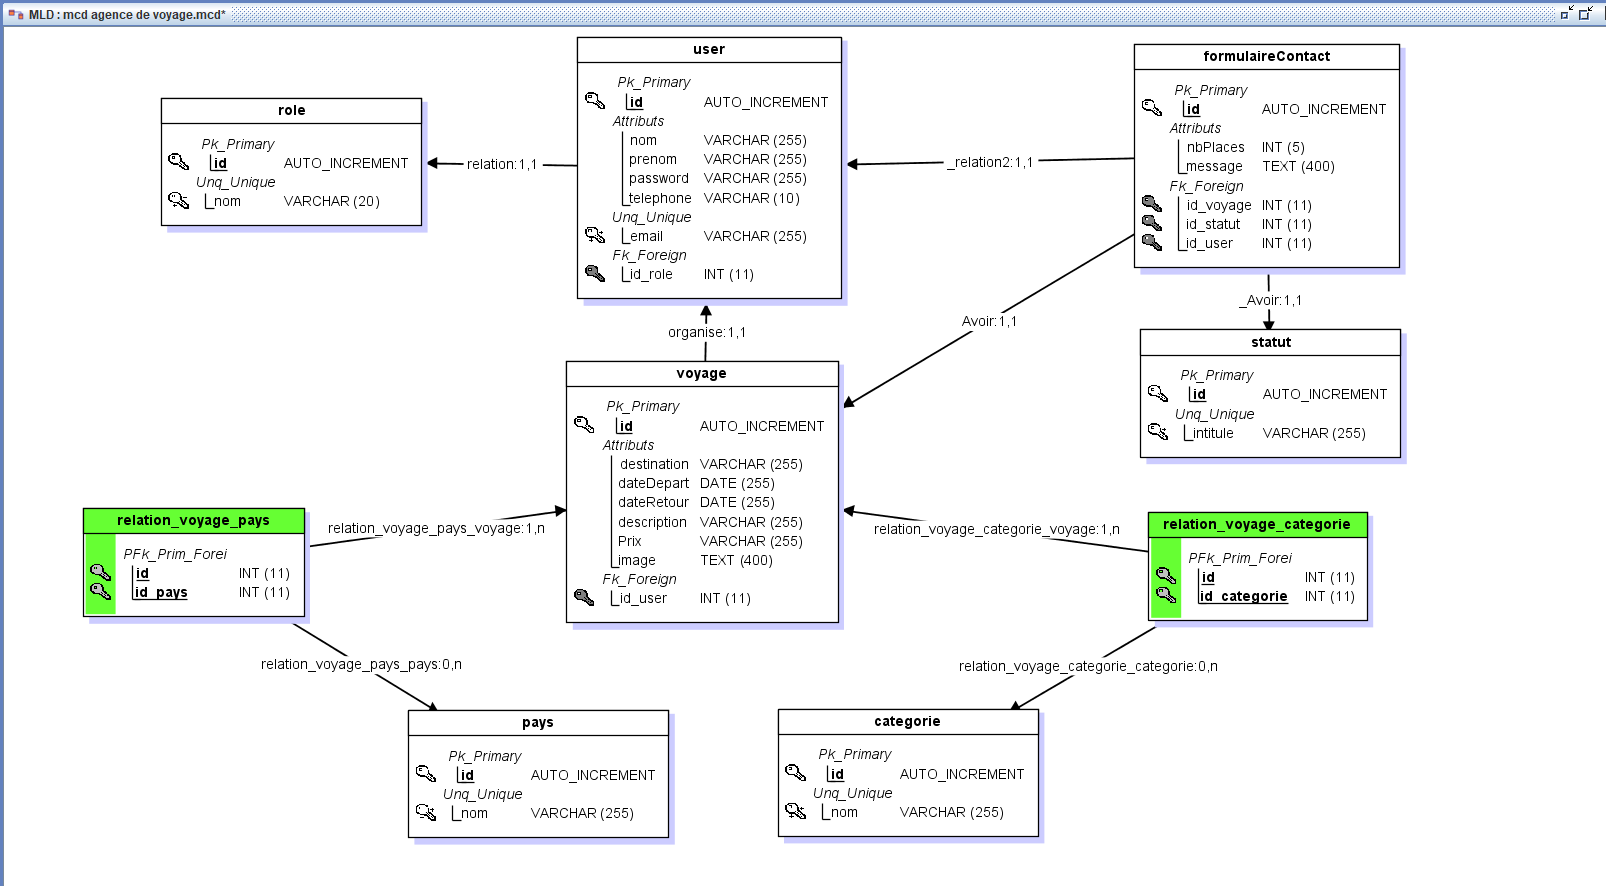 MLD : mcd agence de voyage.mcd*
role
Pk_Primary
id AUTO_INCREMENT
Unq_Unique
nom VARCHAR (20)
relation:1,1
user
Pk_Primary
id AUTO_INCREMENT
Attributs
nom VARCHAR (255)
prenom VARCHAR (255)
password VARCHAR (255)
telephone VARCHAR (10)
Unq_Unique
email VARCHAR (255)
Fk_Foreign
id_role INT (11)
_relation2:1,1
formulaireContact
Pk_Primary
id AUTO_INCREMENT
Attributs
nbPlaces INT (5)
message TEXT (400)
Fk_Foreign
id_voyage INT (11)
id_statut INT (11)
id_user INT (11)
organise:1,1
Avoir:1,1
_Avoir:1,1
voyage
Pk_Primary
id AUTO_INCREMENT
Attributs
destination VARCHAR (255)
dateDepart DATE (255)
dateRetour DATE (255)
description VARCHAR (255)
Prix VARCHAR (255)
image TEXT (400)
Fk_Foreign
id_user INT (11)
statut
Pk_Primary
id AUTO_INCREMENT
Unq_Unique
intitule VARCHAR (255)
relation_voyage_pays
PFk_Prim_Forei
id INT (11)
id_pays INT (11)
relation_voyage_pays_voyage:1,n
relation_voyage_categorie_voyage:1,n
relation_voyage_categorie
PFk_Prim_Forei
id INT (11)
id_categorie INT (11)
relation_voyage_pays_pays:0,n
relation_voyage_categorie_categorie:0,n
pays
Pk_Primary
id AUTO_INCREMENT
Unq_Unique
nom VARCHAR (255)
categorie
Pk_Primary
id AUTO_INCREMENT
Unq_Unique
nom VARCHAR (255)